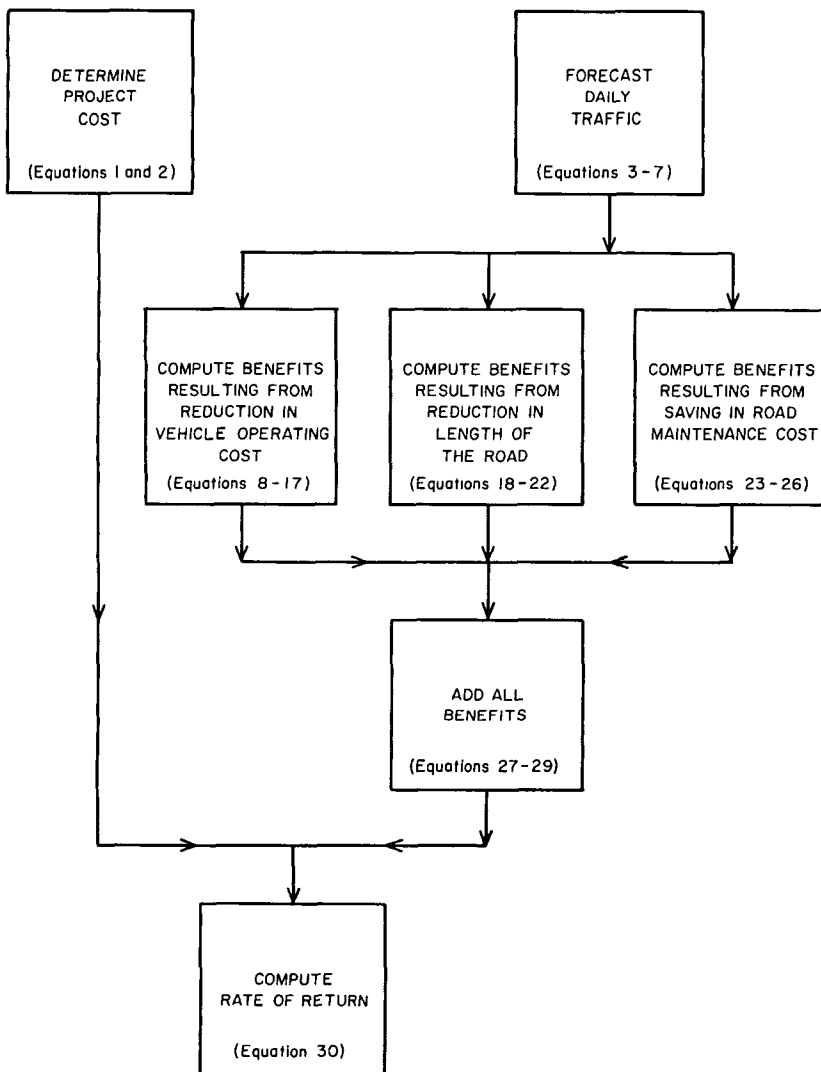 DETERMINE
PROJECT
COST
(Equations 1 and 2)
FORECAST
DAILY
TRAFFIC
(Equations 3-7)
COMPUTE BENEFITS
RESULTING FROM
REDUCTION IN
VEHICLE OPERATING
COST
(Equations 8-17)
COMPUTE BENEFITS
RESULTING FROM
REDUCTION IN
LENGTH OF
THE ROAD
(Equations 18-22)
COMPUTE BENEFITS
RESULTING FROM
SAVING IN ROAD
MAINTENANCE COST
(Equations 23-26)
ADD ALL
BENEFITS
(Equations 27-29)
COMPUTE
RATE OF RETURN
(Equation 30)